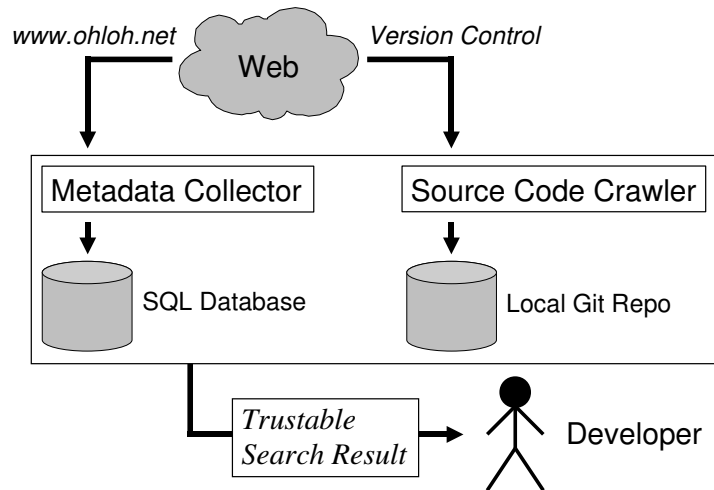 www.ohloh.net
Version Control
Web
Metadada Collector
Source Code Crawler
SQL Database
Local Git Repo
Trustable
Search Result
Developer